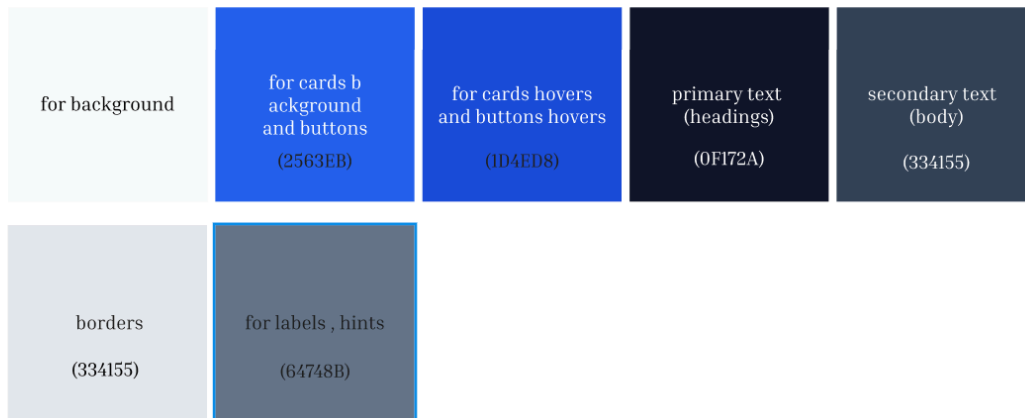 for background
for cards b
ackground
and buttons
(2563EB)
for cards hovers
and buttons hovers
(1D4ED8)
primary text
(headings)
(0F172A)
secondary text
(body)
(334155)
borders
(334155)
for labels , hints
(64748B)